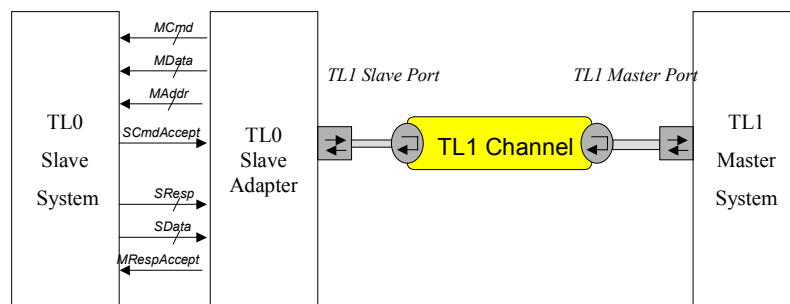 MCmd
MData
MAddr
SCmdAccept
SResp
SData
MRespAccept
TL0
Slave
System
TL0
Slave
Adapter
TL1 Slave Port
TL1 Channel
TL1 Master Port
TL1
Master
System